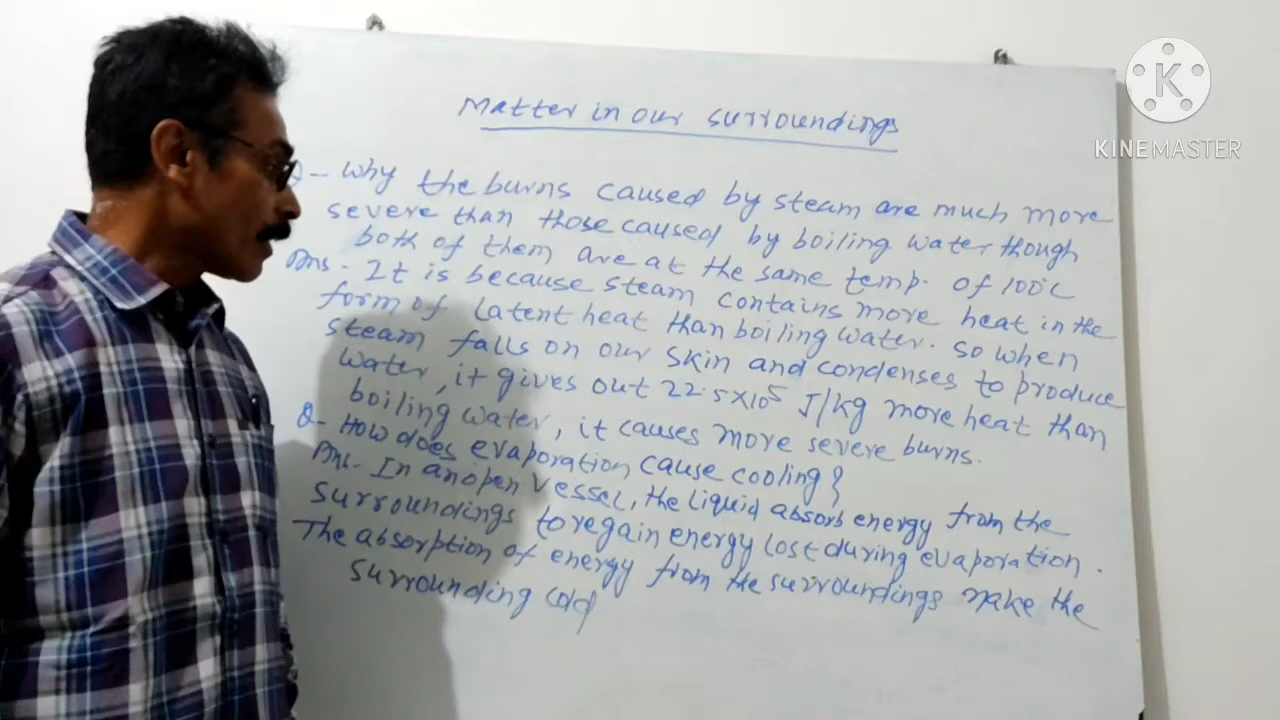 Matter in our surroundings
Q - Why the burns caused by steam are much more
severe than those caused by boiling water though
both of them are at the same temp. of 100°C
Ans - It is because steam contains more heat in the
form of latent heat than boiling water. So when
steam falls on our skin and condenses to produce
water, it gives out 22.5×10⁵ J/kg more heat than
boiling water, it causes more severe burns.
Q - How does evaporation cause cooling?
Ans - In an open vessel, the liquid absorb energy from the
surroundings to regain energy lost during evaporation.
The absorption of energy from the surroundings make the
surrounding cold
K
KINEMASTER